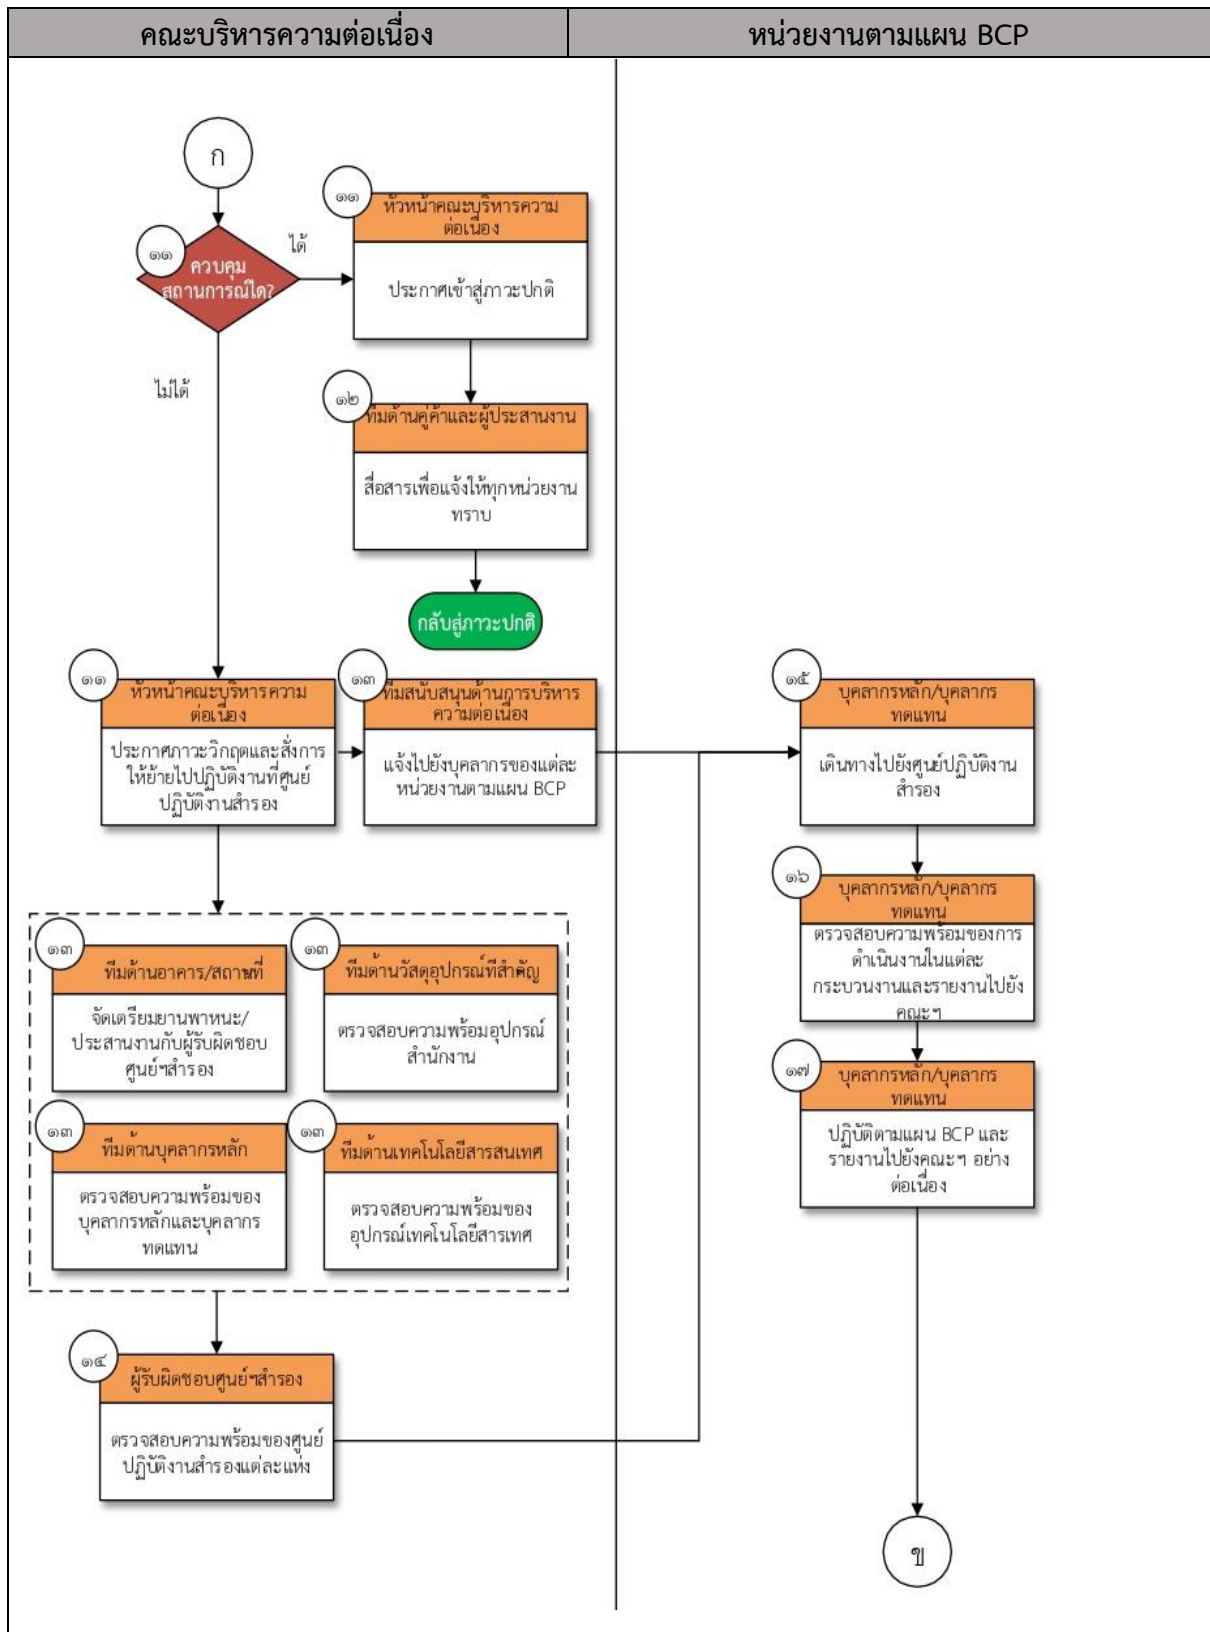 คณะบริหารความต่อเนื่อง
หน่วยงานตามแผน BCP
ก
๑๑
ควบคุม
สถานการณ์ได้?
ได้
ไม่ได้
๑๑
หัวหน้าคณะบริหารความ
ต่อเนื่อง
ประกาศเข้าสู่ภาวะปกติ
๑๒
ทีมด้านคู่ค้าและผู้ประสานงาน
สื่อสารเพื่อแจ้งให้ทุกหน่วยงาน
ทราบ
กลับสู่ภาวะปกติ
๑๑
หัวหน้าคณะบริหารความ
ต่อเนื่อง
ประกาศภาวะวิกฤตและสั่งการ
ให้ย้ายไปปฏิบัติงานที่ศูนย์
ปฏิบัติงานสำรอง
๑๓
ทีมสนับสนุนด้านการบริหาร
ความต่อเนื่อง
แจ้งไปยังบุคลากรของแต่ละ
หน่วยงานตามแผน BCP
๑๕
บุคลากรหลัก/บุคลากร
ทดแทน
เดินทางไปยังศูนย์ปฏิบัติงาน
สำรอง
๑๖
บุคลากรหลัก/บุคลากร
ทดแทน
ตรวจสอบความพร้อมของการ
ดำเนินงานในแต่ละ
กระบวนงานและรายงานไปยัง
คณะฯ
๑๓
ทีมด้านอาคาร/สถานที่
จัดเตรียมยานพาหนะ/
ประสานงานกับผู้รับผิดชอบ
ศูนย์ฯสำรอง
๑๓
ทีมด้านวัสดุอุปกรณ์ที่สำคัญ
ตรวจสอบความพร้อมอุปกรณ์
สำนักงาน
๑๗
บุคลากรหลัก/บุคลากร
ทดแทน
ปฏิบัติตามแผน BCP และ
รายงานไปยังคณะฯ อย่าง
ต่อเนื่อง
๑๓
ทีมด้านบุคลากรหลัก
ตรวจสอบความพร้อมของ
บุคลากรหลักและบุคลากร
ทดแทน
๑๓
ทีมด้านเทคโนโลยีสารสนเทศ
ตรวจสอบความพร้อมของ
อุปกรณ์เทคโนโลยีสารเทศ
๑๔
ผู้รับผิดชอบศูนย์ฯสำรอง
ตรวจสอบความพร้อมของศูนย์
ปฏิบัติงานสำรองแต่ละแห่ง
ข